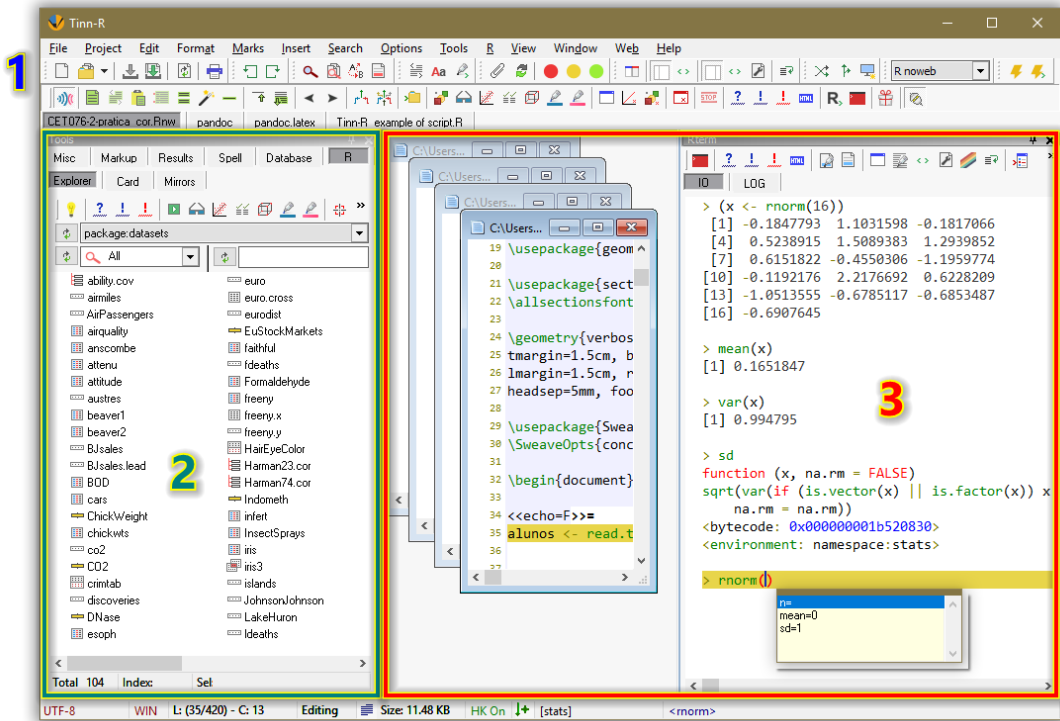 Tinn-R
File Project Edit Format Marks Insert Search Options Tools R View Window Web Help
1
R noweb
CET076-2-pratica_cor.Rnw pandoc pandoc.latex Tinn-R_example of script.R
Tools
Misc Markup Results Spell Database R
Explorer Card Mirrors
package:datasets
All
ability.cov
airmiles
AirPassengers
airquality
anscombe
attenu
attitude
austres
beaver1
beaver2
BJsales
BJsales.lead
BOD
cars
ChickWeight
chickwts
co2
CO2
crimtab
discoveries
DNase
esoph
euro
euro.cross
eurodist
EuStockMarkets
faithful
fdeaths
Formaldehyde
freeny
freeny.x
freeny.y
HairEyeColor
Harman23.cor
Harman74.cor
Indometh
infert
InsectSprays
iris
iris3
islands
JohnsonJohnson
LakeHuron
ldeaths
2
Total 104 Index: Sel:
C:\Users...
C:\Users...
C:\Users...
C:\Users...
19 \usepackage{geom
20
21 \usepackage{sect
22 \allsectionsfont
23
24 \geometry{verbos
25 tmargin=1.5cm, b
26 lmargin=1.5cm, r
27 headsep=5mm, foo
28
29 \usepackage{Swea
30 \SweaveOpts{conc
31
32 \begin{document}
33
34 <<echo=F>>=
35 alunos <- read.t
36
37
Rterm
IO LOG
> (x <- rnorm(16))
[1] -0.1847793 1.1031598 -0.1817066
[4] 0.5238915 1.5089383 1.2939852
[7] 0.6151822 -0.4550306 -1.1959774
[10] -0.1192176 2.2176692 0.6228209
[13] -1.0513555 -0.6785117 -0.6853487
[16] -0.6907645
> mean(x)
[1] 0.1651847
> var(x)
[1] 0.994795
3
> sd
function (x, na.rm = FALSE)
sqrt(var(if (is.vector(x) || is.factor(x)) x
na.rm = na.rm))
<bytecode: 0x000000001b520830>
<environment: namespace:stats>
> rnorm()
n=
mean=0
sd=1
UTF-8 WIN L: (35/420) - C: 13 Editing Size: 11.48 KB HK On [stats] <rnorm>